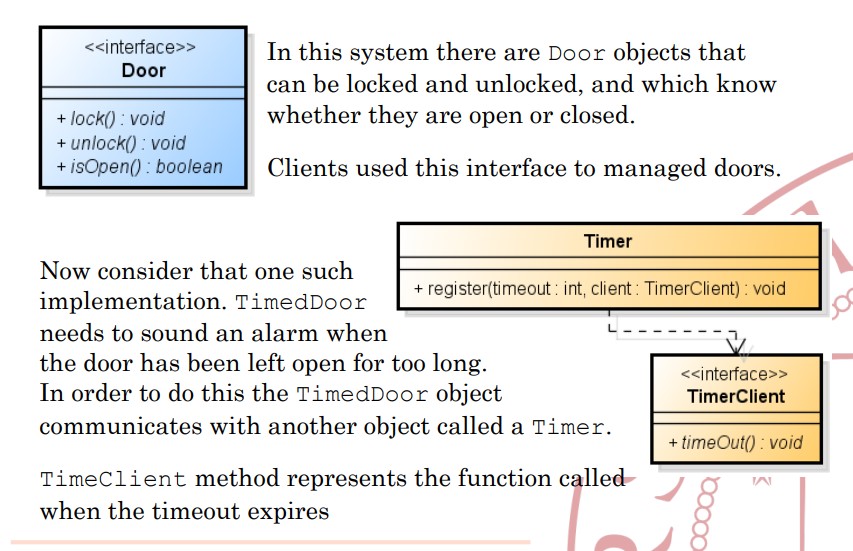 <<interface>>
Door
+ lock() : void
+ unlock() : void
+ isOpen() : boolean
In this system there are Door objects that
can be locked and unlocked, and which know
whether they are open or closed.
Clients used this interface to managed doors.
Timer
+ register(timeout : int, client : TimerClient) : void
Now consider that one such
implementation. TimedDoor
needs to sound an alarm when
the door has been left open for too long.
In order to do this the TimedDoor object
communicates with another object called a Timer.
<<interface>>
TimerClient
+ timeOut() : void
TimeClient method represents the function called
when the timeout expires